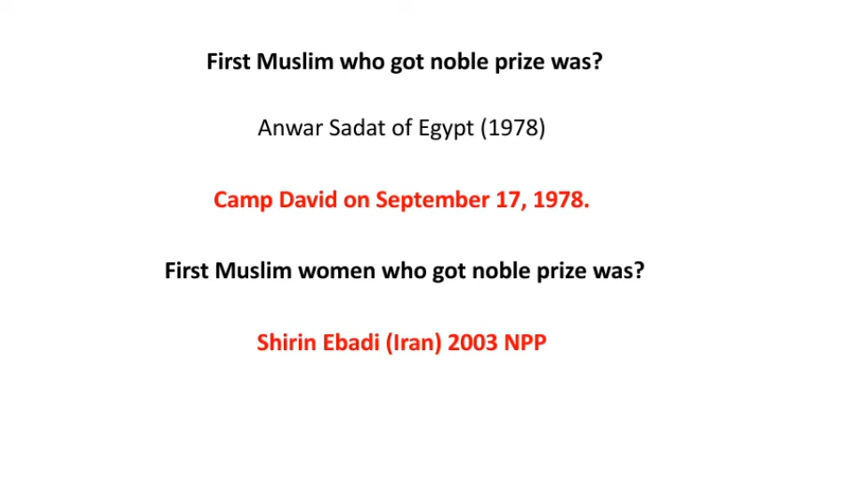 First Muslim who got noble prize was?
Anwar Sadat of Egypt (1978)
Camp David on September 17, 1978.
First Muslim women who got noble prize was?
Shirin Ebadi (Iran) 2003 NPP